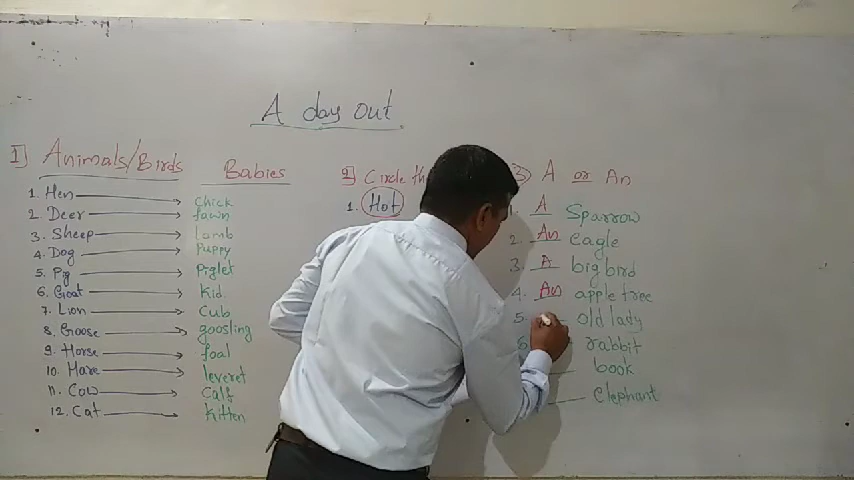 A day out
1] Animals/Birds Babies
1. Hen chick
2. Deer fawn
3. Sheep lamb
4. Dog Puppy
5. Pig Piglet
6. Goat Kid.
7. Lion Cub
8. Goose goosling
9. Horse foal
10. Hare leveret
11. Cow Calf
12. Cat Kitten
2] Circle th
1. Hot
3) A or An
1. A Sparrow
2. An eagle
3. A big bird
4. An apple tree
5. old lady
6. rabbit
book
Elephant